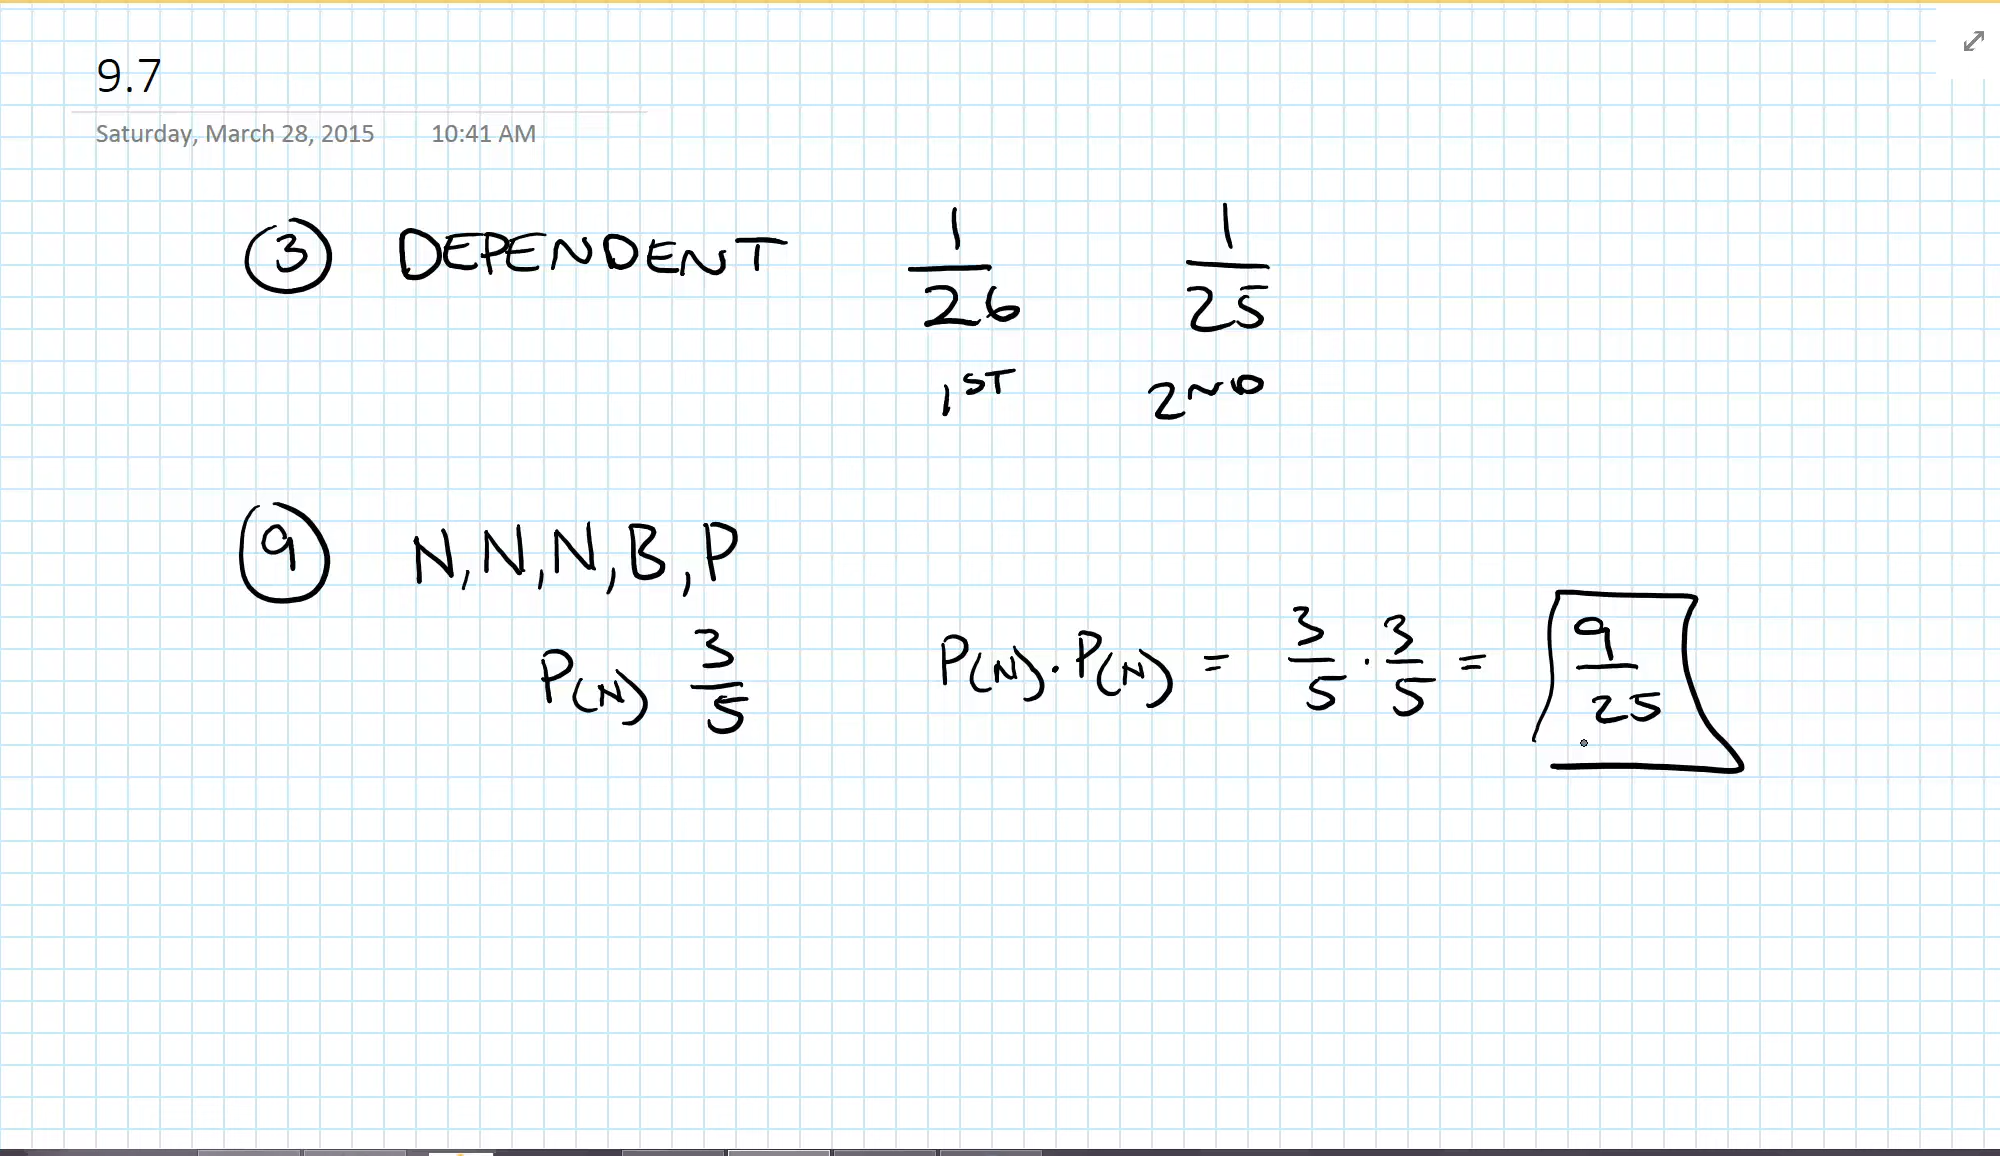 9.7
Saturday, March 28, 2015 10:41 AM
3 DEPENDENT 1/26 1/25
1ST 2ND
9 N, N, N, B, P
P(N) 3/5 P(N) · P(N) = 3/5 · 3/5 = 9/25